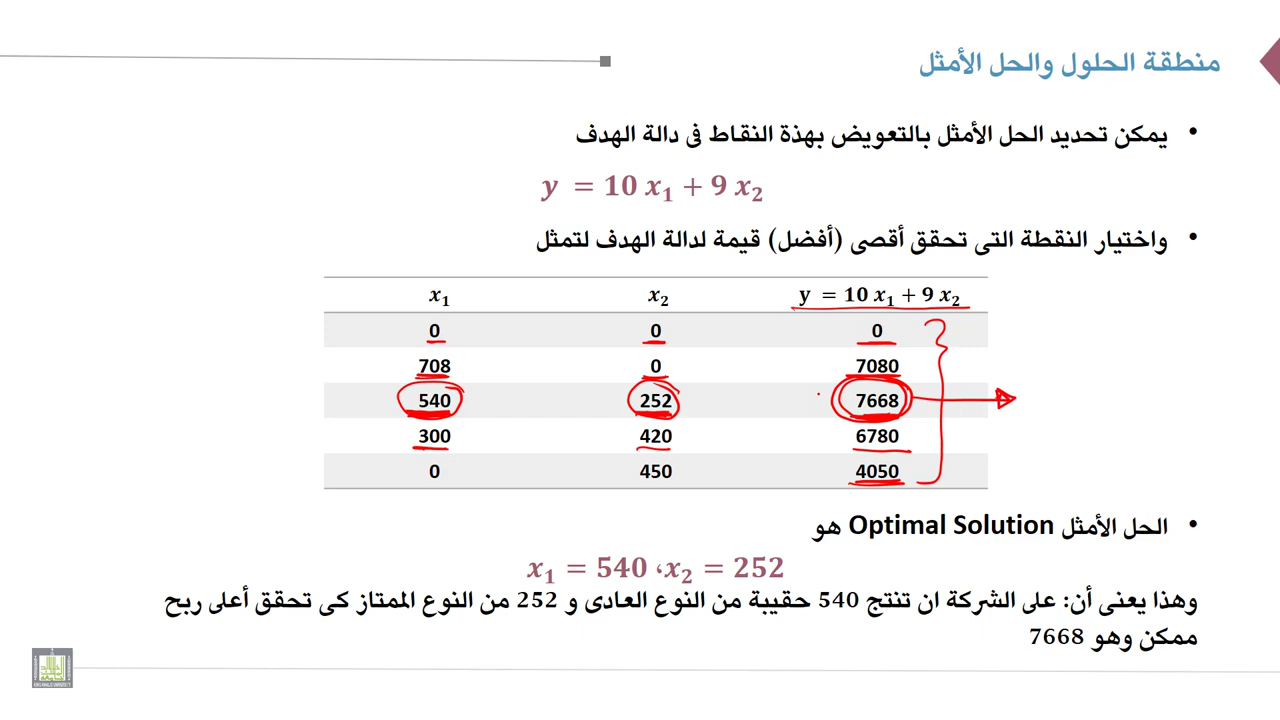 منطقة الحلول والحل الأمثل
• يمكن تحديد الحل الأمثل بالتعويض بهذة النقاط فى دالة الهدف
y = 10 x₁ + 9 x₂
• واختيار النقطة التى تحقق أقصى (أفضل) قيمة لدالة الهدف لتمثل
x₁ x₂ y = 10 x₁ + 9 x₂
0 0 0
708 0 7080
540 252 7668
300 420 6780
0 450 4050
• الحل الأمثل Optimal Solution هو
x₁ = 540 ،x₂ = 252
وهذا يعنى أن: على الشركة ان تنتج 540 حقيبة من النوع العادى و 252 من النوع الممتاز كى تحقق أعلى ربح
ممكن وهو 7668